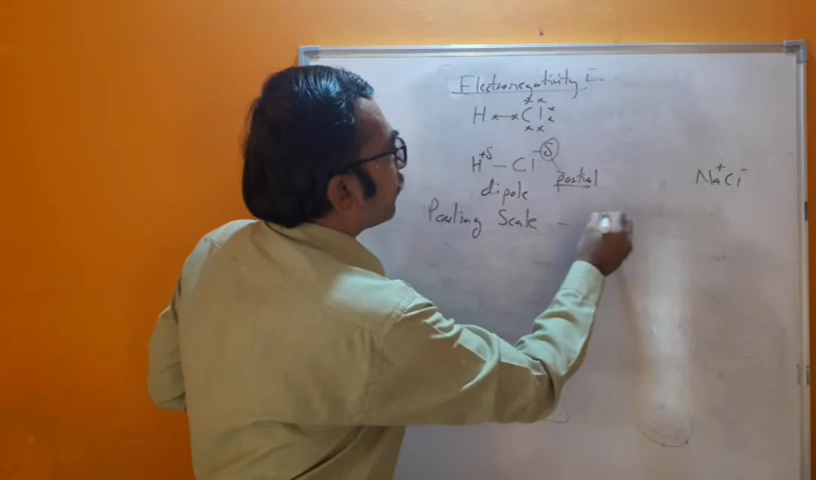 Electronegativity :-
H ×—× Cl
H+δ – Cl -δ
partial
dipole
Pauling Scale -
Na+Cl-